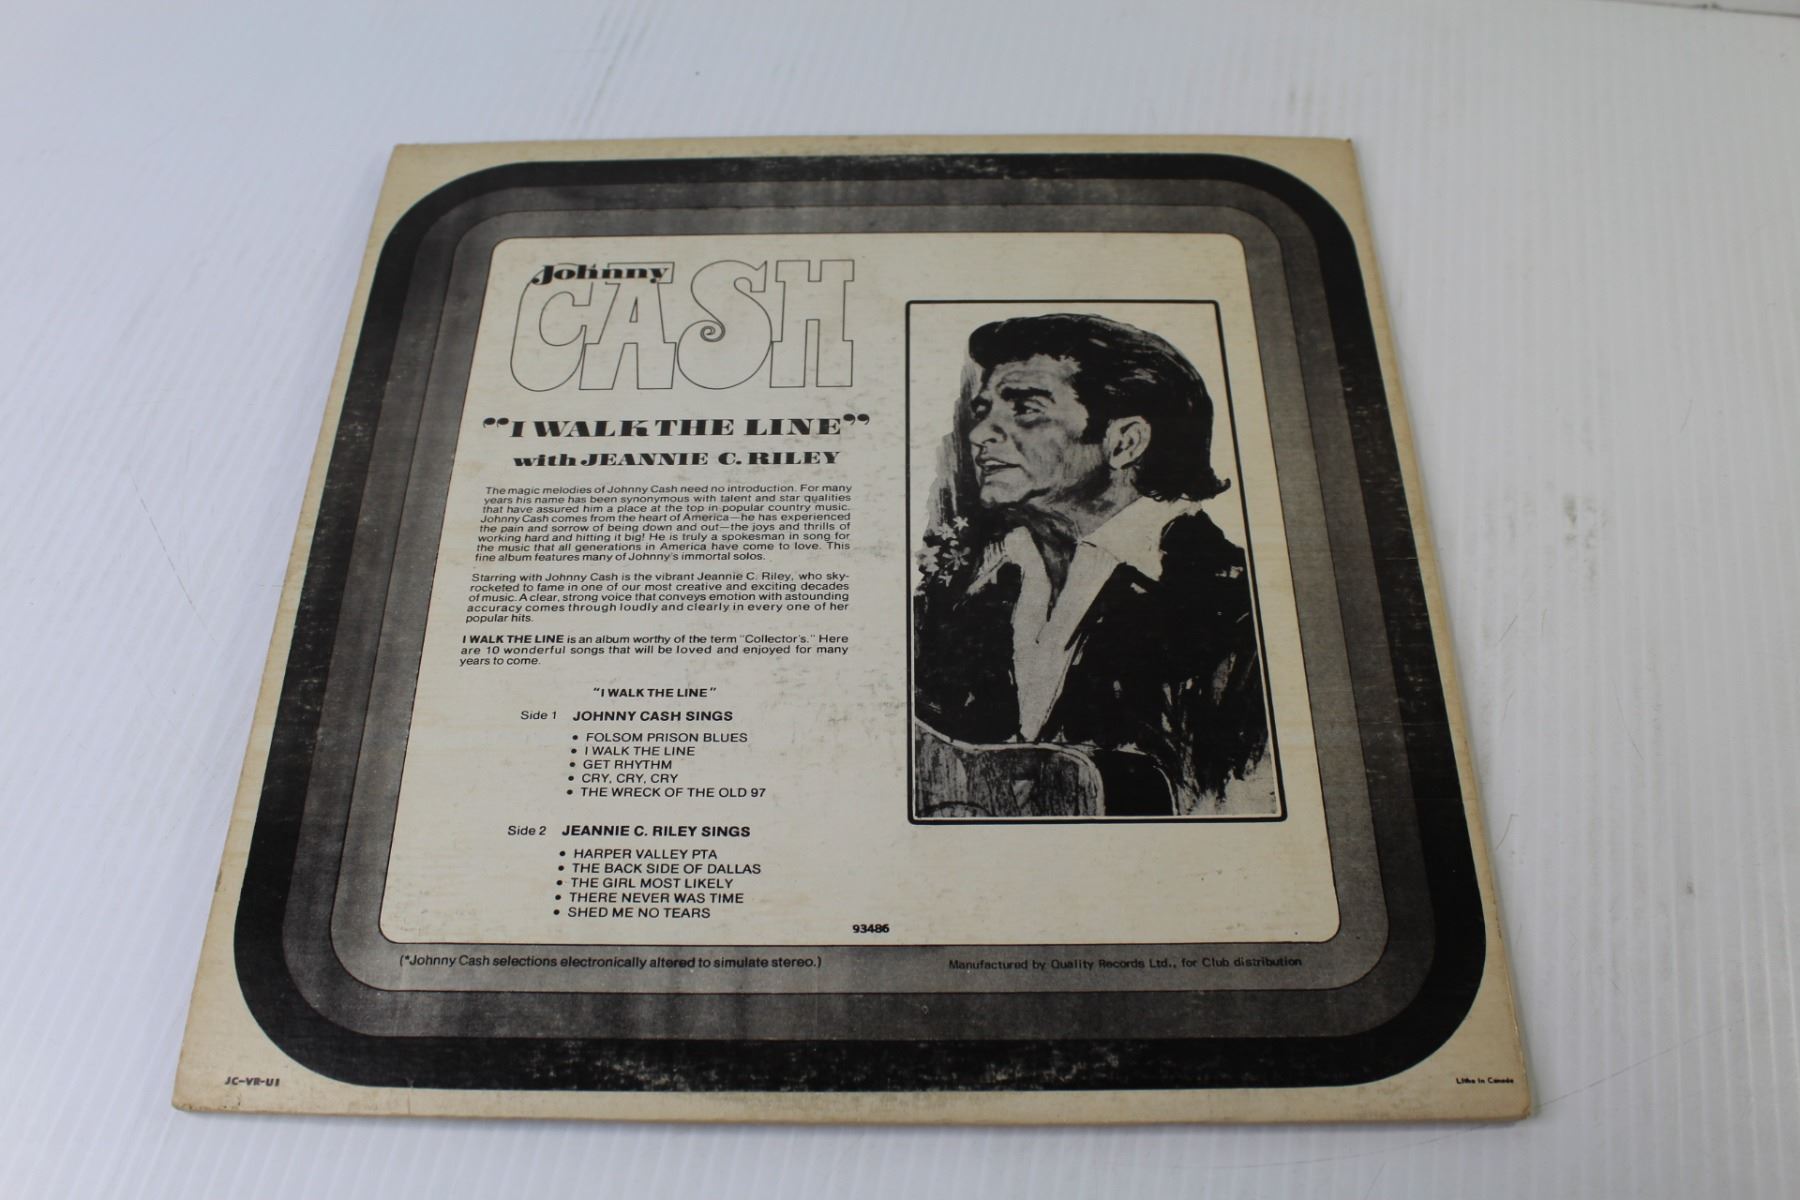 Johnny
CASH
"I WALK THE LINE"
with JEANNIE C. RILEY
The magic melodies of Johnny Cash need no introduction. For many
years his name has been synonymous with talent and star qualities
that have assured him a place at the top in popular country music.
Johnny Cash comes from the heart of America—he has experienced
the pain and sorrow of being down and out—the joys and thrills of
working hard and hitting it big! He is truly a spokesman in song for
the music that all generations in America have come to love. This
fine album features many of Johnny's immortal solos.
Starring with Johnny Cash is the vibrant Jeannie C. Riley, who sky-
rocketed to fame in one of our most creative and exciting decades
of music. A clear, strong voice that conveys emotion with astounding
accuracy comes through loudly and clearly in every one of her
popular hits.
I WALK THE LINE is an album worthy of the term "Collector's." Here
are 10 wonderful songs that will be loved and enjoyed for many
years to come.
"I WALK THE LINE"
Side 1 JOHNNY CASH SINGS
• FOLSOM PRISON BLUES
• I WALK THE LINE
• GET RHYTHM
• CRY, CRY, CRY
• THE WRECK OF THE OLD 97
Side 2 JEANNIE C. RILEY SINGS
• HARPER VALLEY PTA
• THE BACK SIDE OF DALLAS
• THE GIRL MOST LIKELY
• THERE NEVER WAS TIME
• SHED ME NO TEARS
93486
(*Johnny Cash selections electronically altered to simulate stereo.)
Manufactured by Quality Records Ltd., for Club distribution
JC-VR-U1
Litho in Canada